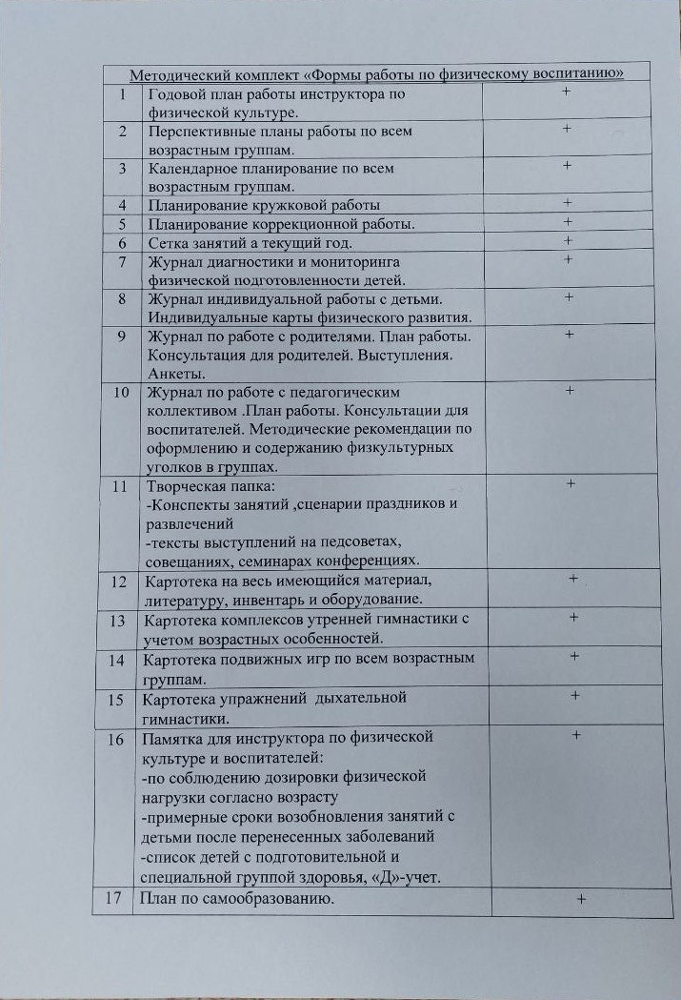 Методический комплект «Формы работы по физическому воспитанию»
1 Годовой план работы инструктора по +
физической культуре.
2 Перспективные планы работы по всем +
возрастным группам.
3 Календарное планирование по всем +
возрастным группам.
4 Планирование кружковой работы +
5 Планирование коррекционной работы. +
6 Сетка занятий а текущий год. +
7 Журнал диагностики и мониторинга +
физической подготовленности детей.
8 Журнал индивидуальной работы с детьми. +
Индивидуальные карты физического развития.
9 Журнал по работе с родителями. План работы. +
Консультация для родителей. Выступления.
Анкеты.
10 Журнал по работе с педагогическим +
коллективом .План работы. Консультации для
воспитателей. Методические рекомендации по
оформлению и содержанию физкультурных
уголков в группах.
11 Творческая папка: +
-Конспекты занятий ,сценарии праздников и
развлечений
-тексты выступлений на педсоветах,
совещаниях, семинарах конференциях.
12 Картотека на весь имеющийся материал, +
литературу, инвентарь и оборудование.
13 Картотека комплексов утренней гимнастики с +
учетом возрастных особенностей.
14 Картотека подвижных игр по всем возрастным +
группам.
15 Картотека упражнений дыхательной +
гимнастики.
16 Памятка для инструктора по физической +
культуре и воспитателей:
-по соблюдению дозировки физической
нагрузки согласно возрасту
-примерные сроки возобновления занятий с
детьми после перенесенных заболеваний
-список детей с подготовительной и
специальной группой здоровья, «Д»-учет.
17 План по самообразованию. +